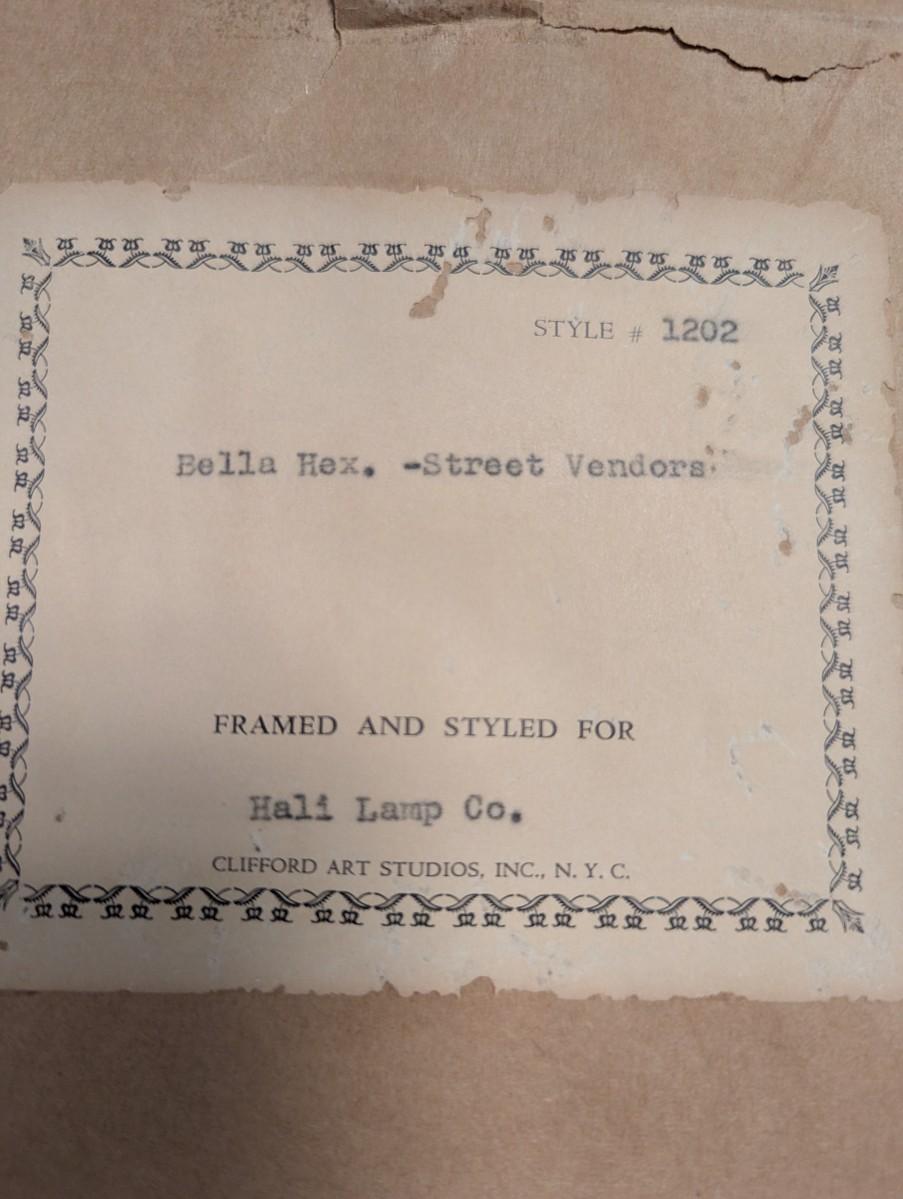 STYLE # 1202
Bella Hex. -Street Vendors
FRAMED AND STYLED FOR
Hali Lamp Co.
CLIFFORD ART STUDIOS, INC., N. Y. C.